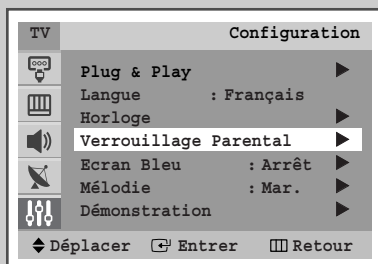 TV Configuration
Plug & Play
Langue : Français
Horloge
Verrouillage Parental
Ecran Bleu : Arrêt
Mélodie : Mar.
Démonstration
Déplacer Entrer Retour